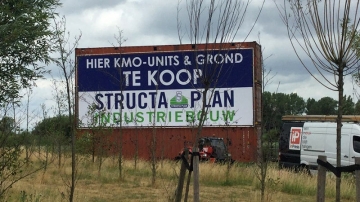 HIER KMO-UNITS & GROND
TE KOOP
STRUCTA PLAN
INDUSTRIEBOUW